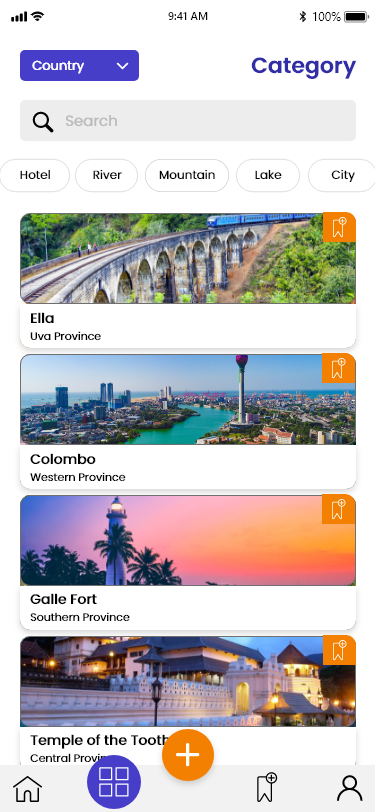 9:41 AM
100%
Country
Category
Search
Hotel
River
Mountain
Lake
City
Ella
Uva Province
Colombo
Western Province
Galle Fort
Southern Province
Temple of the Tooth
Central